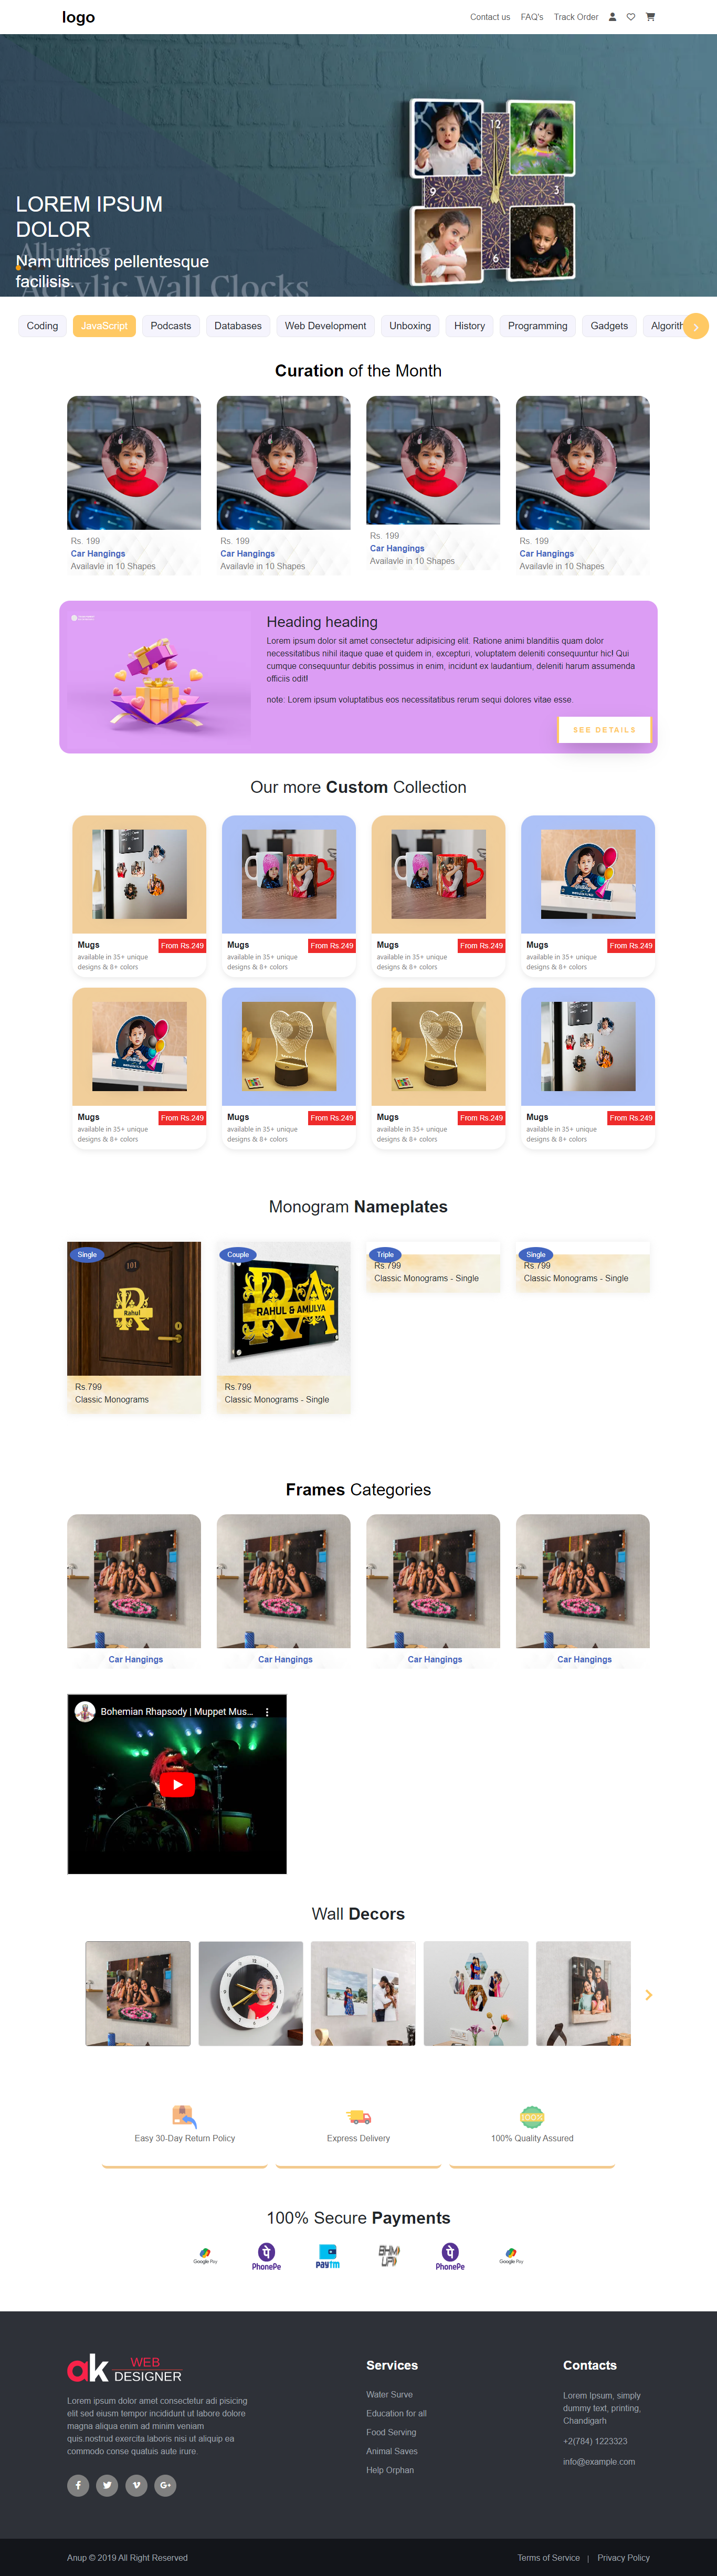 logo
Contact us FAQ's Track Order
LOREM IPSUM
DOLOR
Alluring
Nam ultrices pellentesque
facilisis.
Acrylic Wall Clocks
12
9 3
6
Coding JavaScript Podcasts Databases Web Development Unboxing History Programming Gadgets Algorith
Curation of the Month
Rs. 199 Rs. 199 Rs. 199 Rs. 199
Car Hangings Car Hangings Car Hangings Car Hangings
Availavle in 10 Shapes Availavle in 10 Shapes Availavle in 10 Shapes Availavle in 10 Shapes
Heading heading
Lorem ipsum dolor sit amet consectetur adipisicing elit. Ratione animi blanditiis quam dolor
necessitatibus nihil itaque quae et quidem in, excepturi, voluptatem deleniti consequuntur hic! Qui
cumque consequuntur debitis possimus in enim, incidunt ex laudantium, deleniti harum assumenda
officiis odit!
note: Lorem ipsum voluptatibus eos necessitatibus rerum sequi dolores vitae esse.
SEE DETAILS
Our more Custom Collection
Mugs From Rs.249 Mugs From Rs.249 Mugs From Rs.249 Mugs From Rs.249
available in 35+ unique available in 35+ unique available in 35+ unique available in 35+ unique
designs & 8+ colors designs & 8+ colors designs & 8+ colors designs & 8+ colors
Mugs From Rs.249 Mugs From Rs.249 Mugs From Rs.249 Mugs From Rs.249
available in 35+ unique available in 35+ unique available in 35+ unique available in 35+ unique
designs & 8+ colors designs & 8+ colors designs & 8+ colors designs & 8+ colors
Monogram Nameplates
Single Couple Triple Single
101
R RA
Rahul RAHUL & AMULYA
Rs.799 Rs.799
Classic Monograms - Single Classic Monograms - Single
Rs.799 Rs.799
Classic Monograms Classic Monograms - Single
Frames Categories
Car Hangings Car Hangings Car Hangings Car Hangings
Bohemian Rhapsody | Muppet Mus...
Wall Decors
Easy 30-Day Return Policy Express Delivery 100% Quality Assured
100%
100% Secure Payments
Google Pay PhonePe Paytm BHIM UPI PhonePe Google Pay
ak WEB DESIGNER
Lorem ipsum dolor amet consectetur adi pisicing
elit sed eiusm tempor incididunt ut labore dolore
magna aliqua enim ad minim veniam
quis.nostrud exercita.laboris nisi ut aliquip ea
commodo conse quatuis aute irure.
Services
Water Surve
Education for all
Food Serving
Animal Saves
Help Orphan
Contacts
Lorem Ipsum, simply
dummy text, printing,
Chandigarh
+2(784) 1223323
info@example.com
Anup © 2019 All Right Reserved
Terms of Service | Privacy Policy